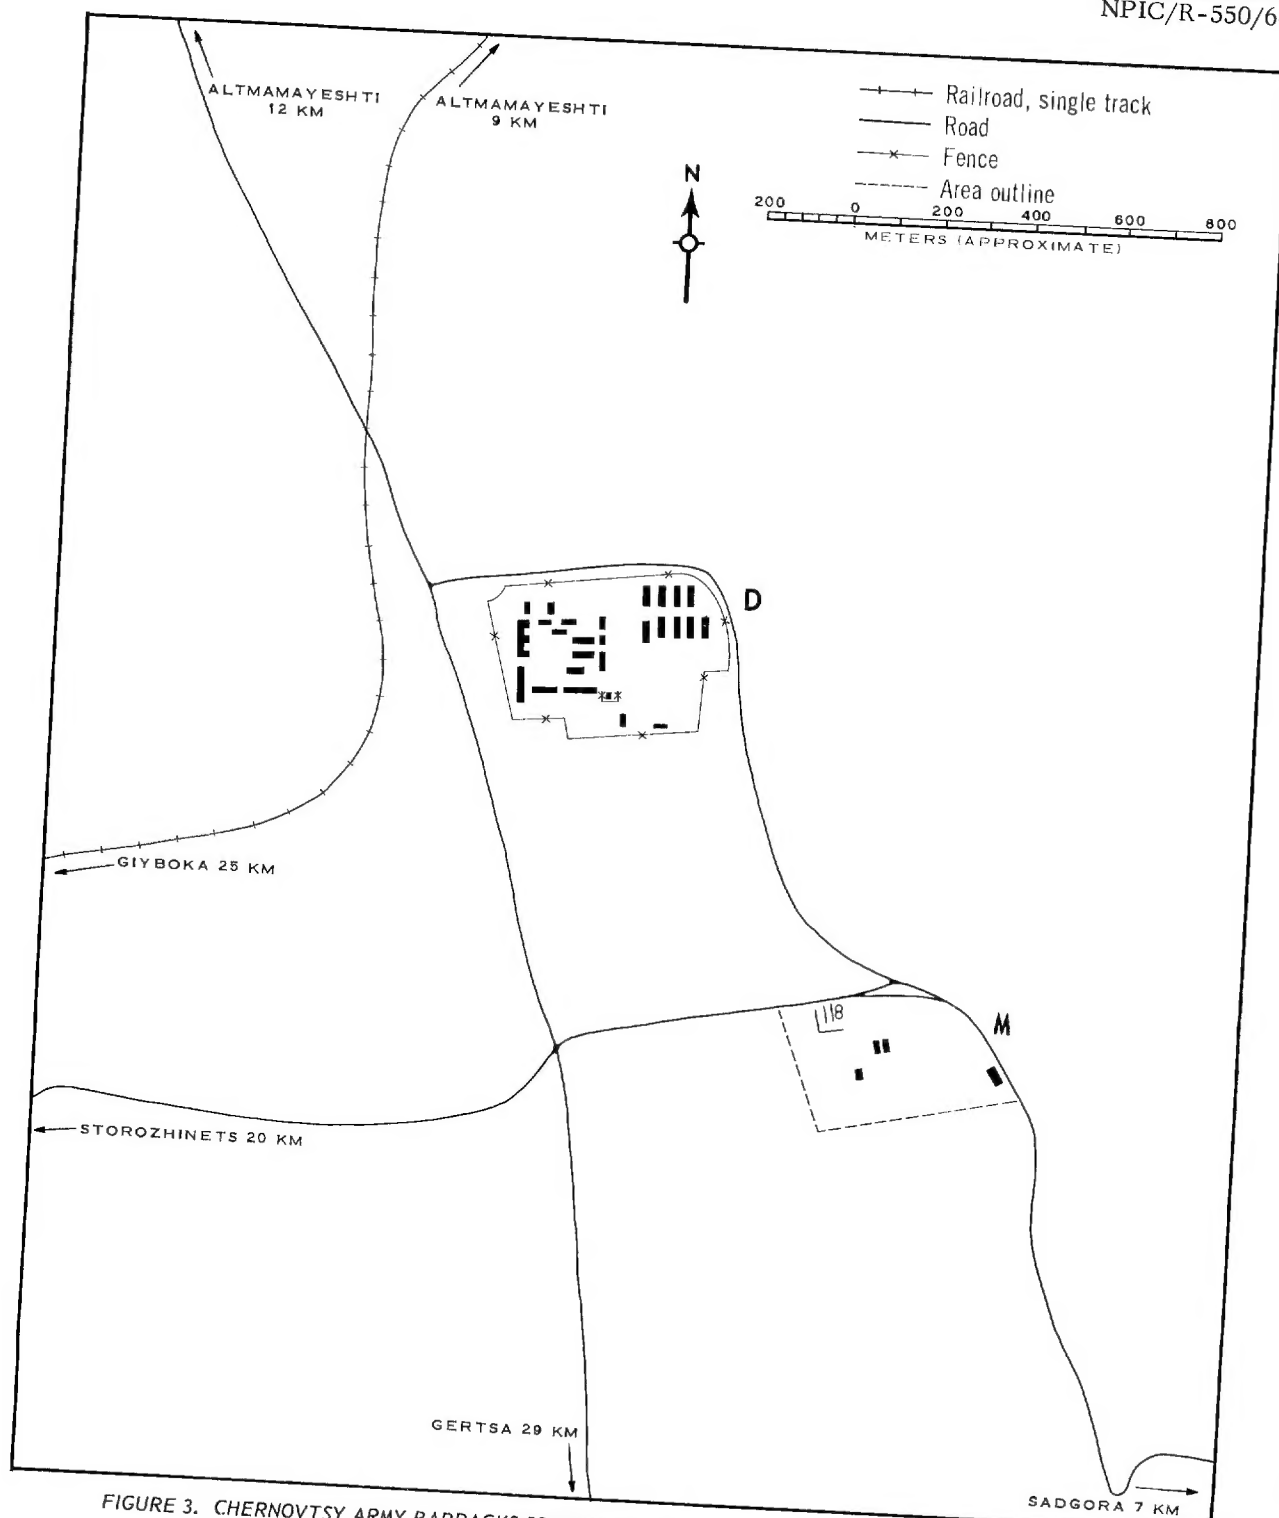 NPIC/R-550/6
ALTMAMAYESHTI
12 KM
ALTMAMAYESHTI
9 KM
Railroad, single track
Road
Fence
Area outline
N
200 0 200 400 600 800
METERS (APPROXIMATE)
D
GIYBOKA 25 KM
118
M
STOROZHINETS 20 KM
GERTSA 29 KM
SADGORA 7 KM
FIGURE 3. CHERNOVTSY ARMY BARRACKS